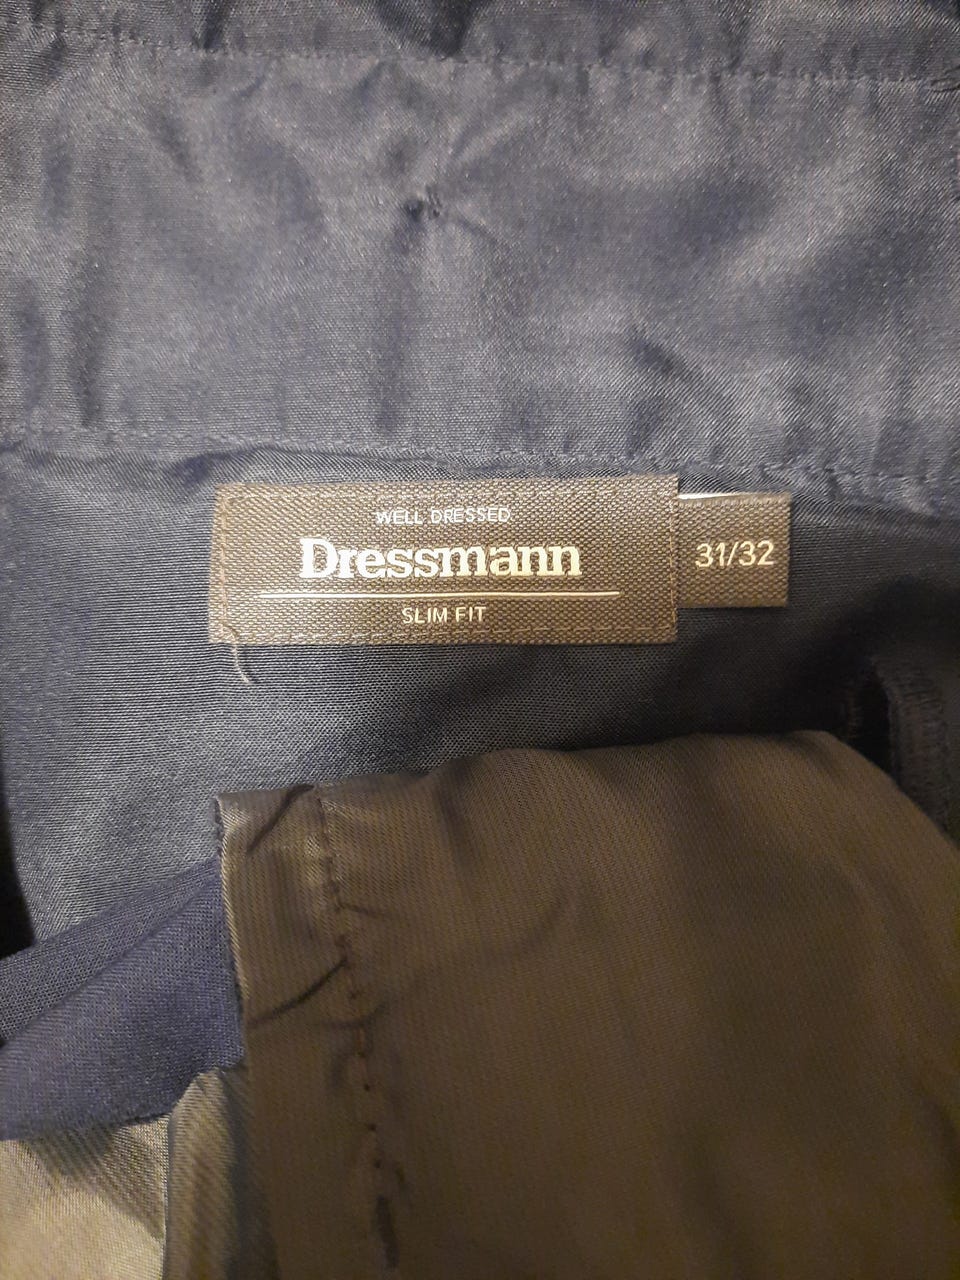 WELL DRESSED
Dressmann
SLIM FIT
31/32